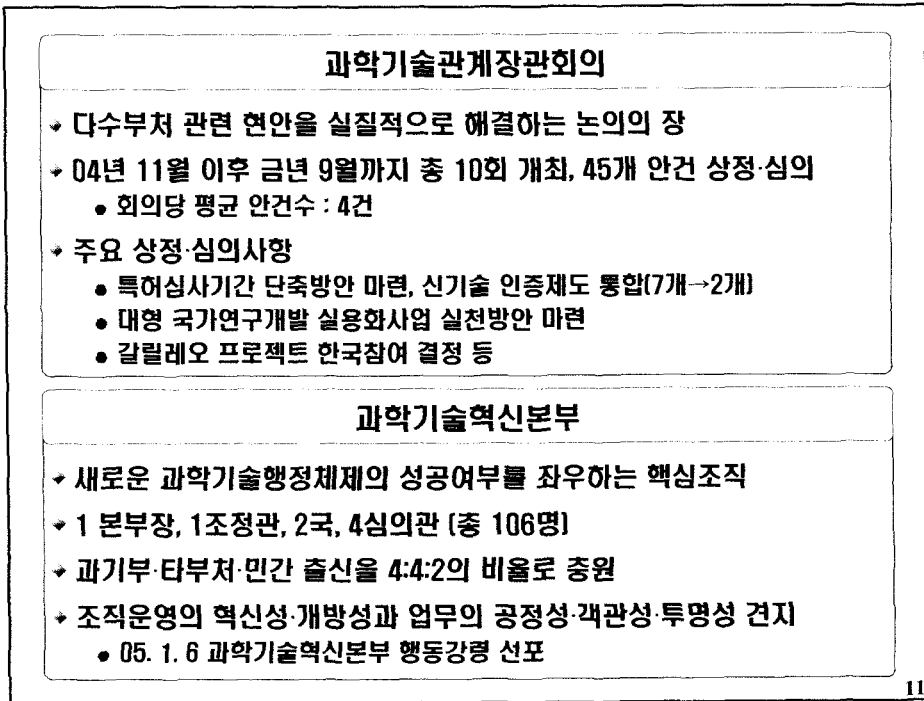 과학기술관계장관회의
다수부처 관련 현안을 실질적으로 해결하는 논의의 장
04년 11월 이후 금년 9월까지 총 10회 개최, 45개 안건 상정·심의
● 회의당 평균 안건수 : 4건
주요 상정·심의사항
● 특허심사기간 단축방안 마련, 신기술 인증제도 통합(7개→2개)
● 대형 국가연구개발 실용화사업 실천방안 마련
● 갈릴레오 프로젝트 한국참여 결정 등
과학기술혁신본부
새로운 과학기술행정체제의 성공여부를 좌우하는 핵심조직
1 본부장, 1조정관, 2국, 4심의관 (총 106명)
과기부·타부처·민간 출신을 4:4:2의 비율로 충원
조직운영의 혁신성·개방성과 업무의 공정성·객관성·투명성 견지
● 05. 1. 6 과학기술혁신본부 행동강령 선포
11